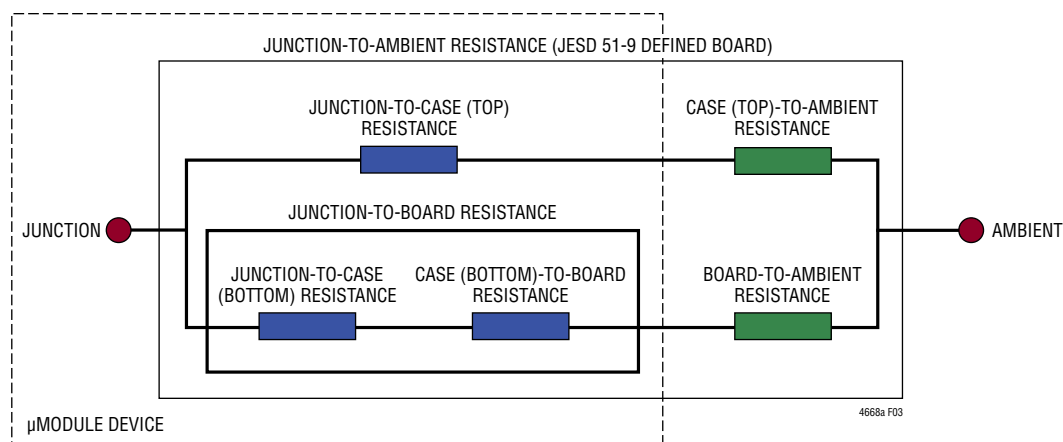 JUNCTION-TO-AMBIENT RESISTANCE (JESD 51-9 DEFINED BOARD)
JUNCTION-TO-CASE (TOP)
RESISTANCE
CASE (TOP)-TO-AMBIENT
RESISTANCE
JUNCTION-TO-BOARD RESISTANCE
JUNCTION
AMBIENT
JUNCTION-TO-CASE
(BOTTOM) RESISTANCE
CASE (BOTTOM)-TO-BOARD
RESISTANCE
BOARD-TO-AMBIENT
RESISTANCE
4668a F03
µMODULE DEVICE